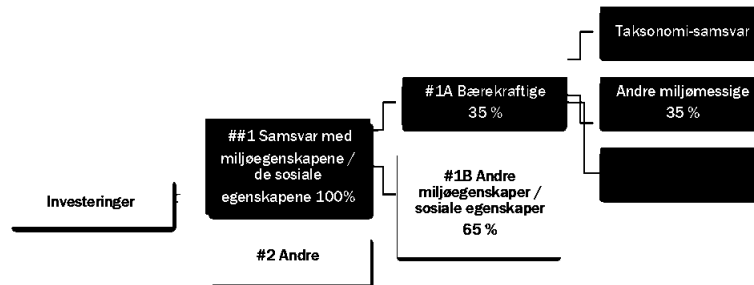 Investeringer
##1 Samsvar med
miljøegenskapene /
de sosiale
egenskapene 100%
#2 Andre
#1A Bærekraftige
35 %
#1B Andre
miljøegenskaper /
sosiale egenskaper
65 %
Taksonomi-samsvar
Andre miljømessige
35 %